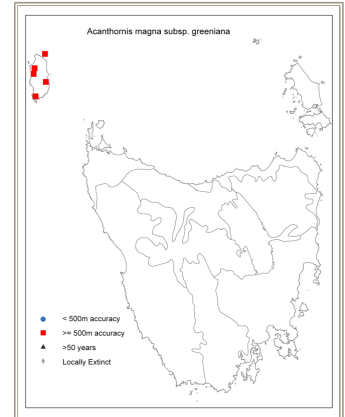 Acanthornis magna subsp. greeniana
< 500m accuracy
>= 500m accuracy
>50 years
Locally Extinct